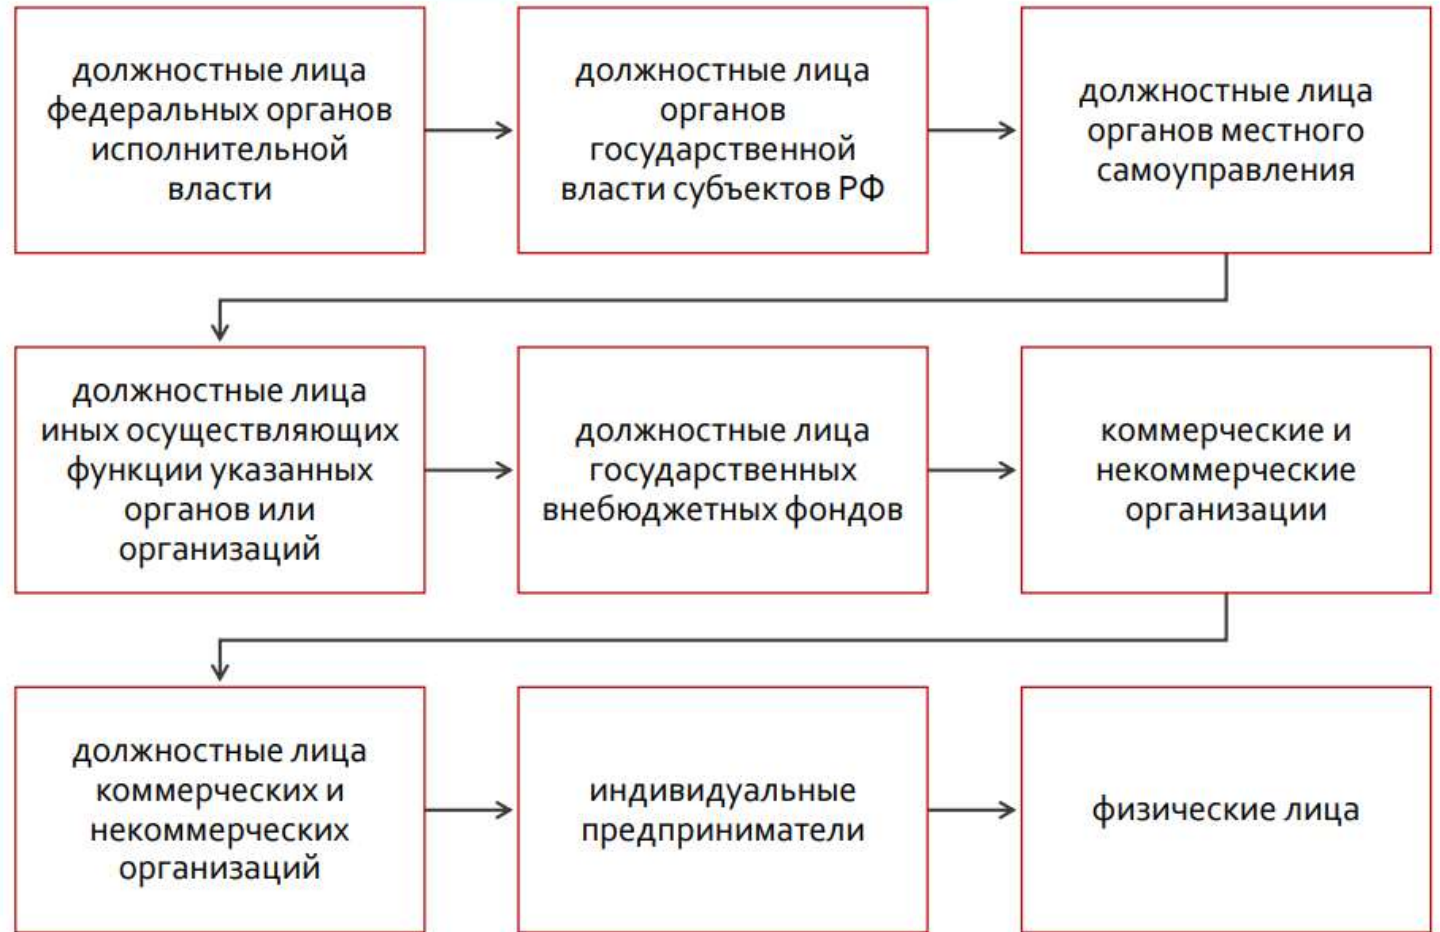 должностные лица
федеральных органов
исполнительной
власти
должностные лица
органов
государственной
власти субъектов РФ
должностные лица
органов местного
самоуправления
должностные лица
иных осуществляющих
функции указанных
органов или
организаций
должностные лица
государственных
внебюджетных фондов
коммерческие и
некоммерческие
организации
должностные лица
коммерческих и
некоммерческих
организаций
индивидуальные
предприниматели
физические лица